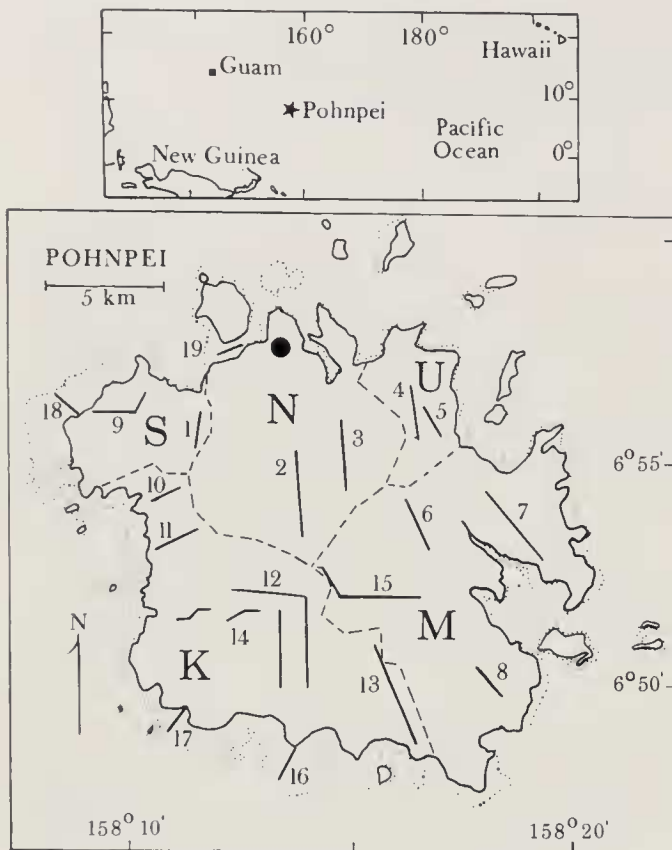 160° 180°
Hawaii
Guam
10°
Pohnpei
Pacific
Ocean
0°
New Guinea
POHNPEI
5 km
19
U
4
18
9
S
1
N
3
5
2
6°55'
10
6
7
11
12
15
14
M
K
N
13
8
6°50'
17
16
158°10'
158°20'